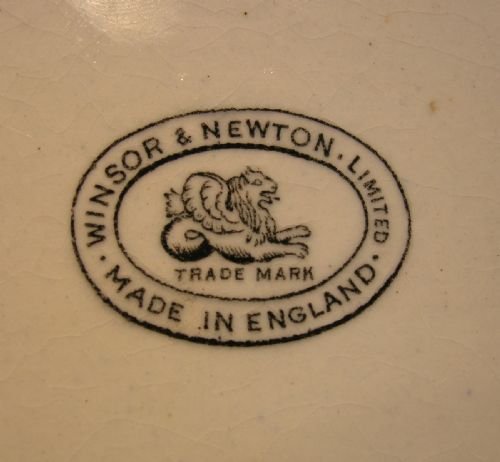 WINSOR & NEWTON. LIMITED
TRADE MARK
· MADE IN ENGLAND ·